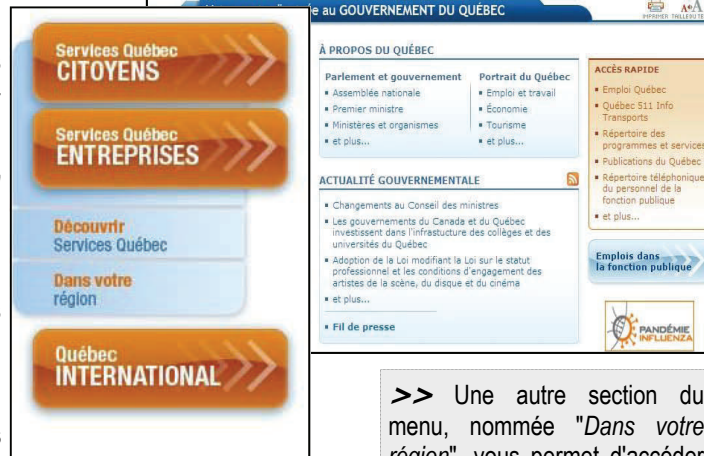 Services Québec
CITOYENS
Services Québec
ENTREPRISES
Découvrir
Services Québec
Dans votre
région
Québec
INTERNATIONAL
e au GOUVERNEMENT DU QUÉBEC
IMPRIMER
À PROPOS DU QUÉBEC
Parlement et gouvernement
Assemblée nationale
Premier ministre
Ministères et organismes
et plus...
Portrait du Québec
Emploi et travail
Économie
Tourisme
et plus...
ACTUALITÉ GOUVERNEMENTALE
Changements au Conseil des ministres
Les gouvernements du Canada et du Québec
investissent dans l'infrastucture des collèges et des
universités du Québec
Adoption de la Loi modifiant la Loi sur le statut
professionnel et les conditions d'engagement des
artistes de la scène, du disque et du cinéma
et plus...
Fil de presse
ACCÈS RAPIDE
Emploi Québec
Québec 511 Info
Transports
Répertoire des
programmes et services
Publications du Québec
Répertoire téléphonique
du personnel de la
fonction publique
et plus...
Emplois dans
la fonction publique
PANDÉMIE
INFLUENZA
>> Une autre section du
menu, nommée "Dans votre
région", vous permet d'accéder